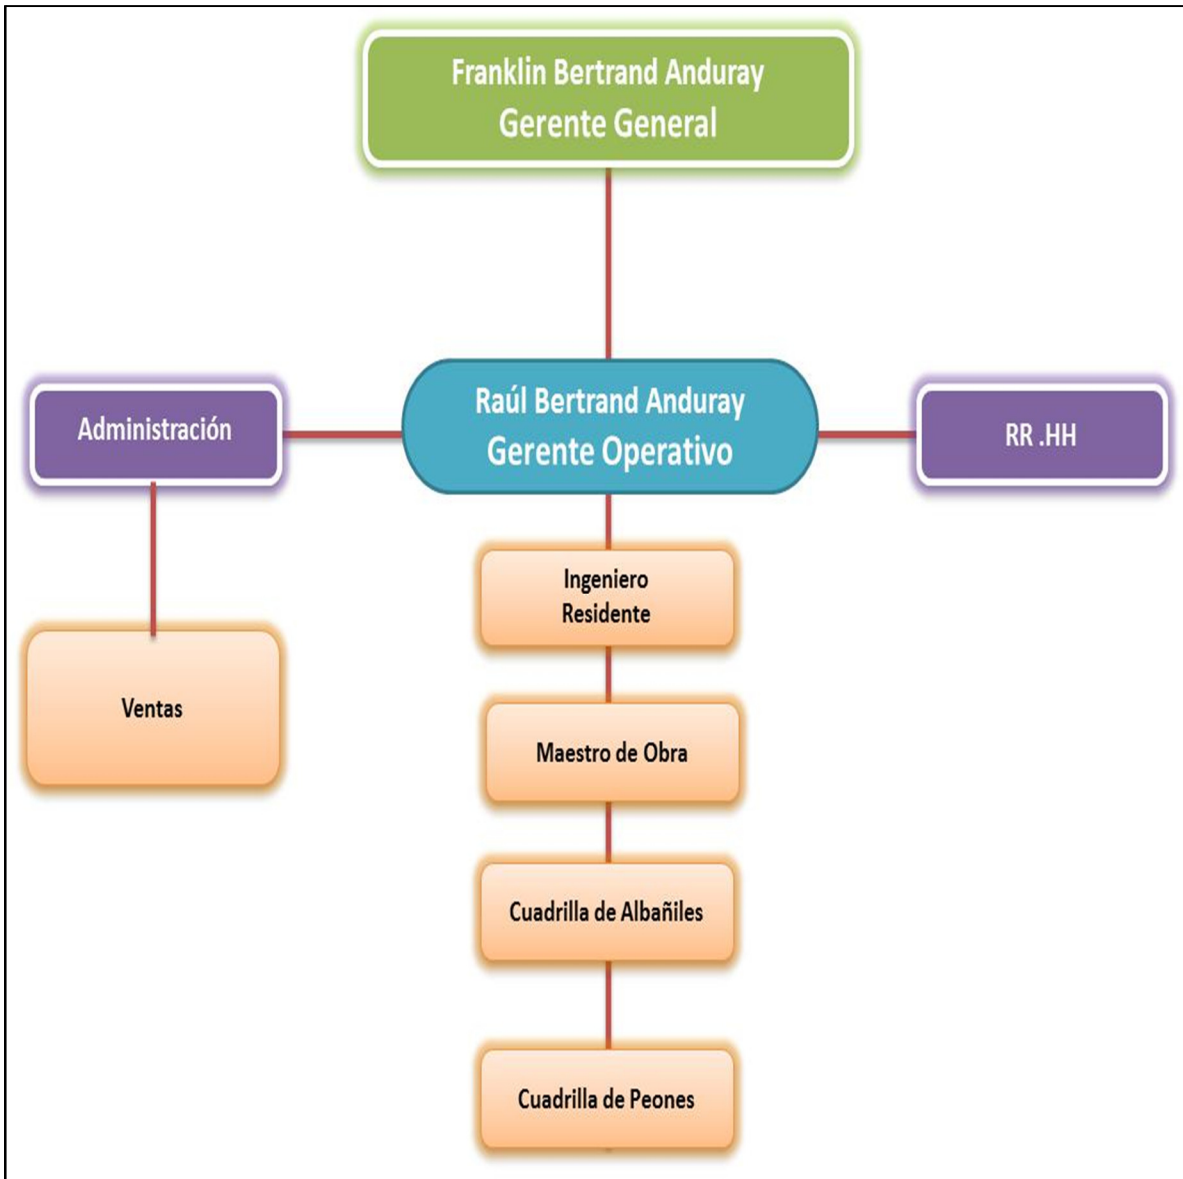 Franklin Bertrand Anduray
Gerente General
Administración
Raúl Bertrand Anduray
Gerente Operativo
RR .HH
Ingeniero
Residente
Ventas
Maestro de Obra
Cuadrilla de Albañiles
Cuadrilla de Peones